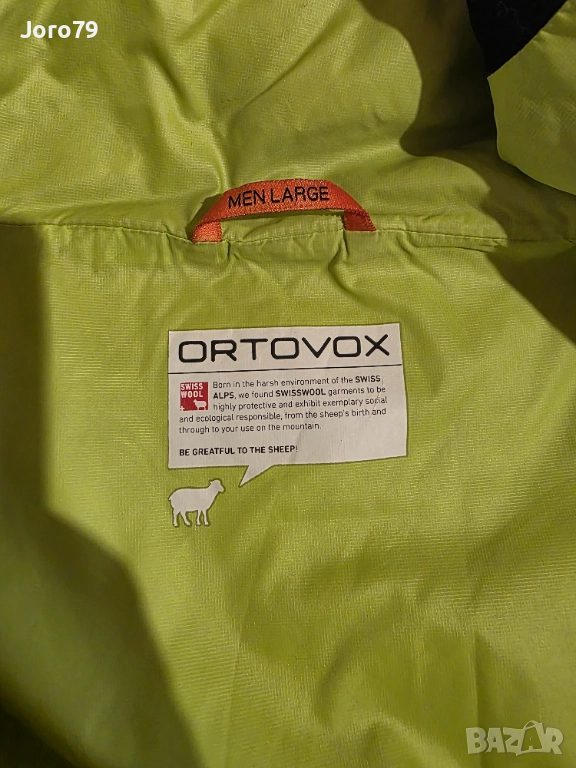 Joro79
MEN LARGE
ORTOVOX
SWISS
WOOL
Born in the harsh environment of the SWISS
ALPS, we found SWISSWOOL garments to be
highly protective and exhibit exemplary social
and ecological responsible, from the sheep's birth and
through to your use on the mountain.
BE GREATFUL TO THE SHEEP!
BAZAR